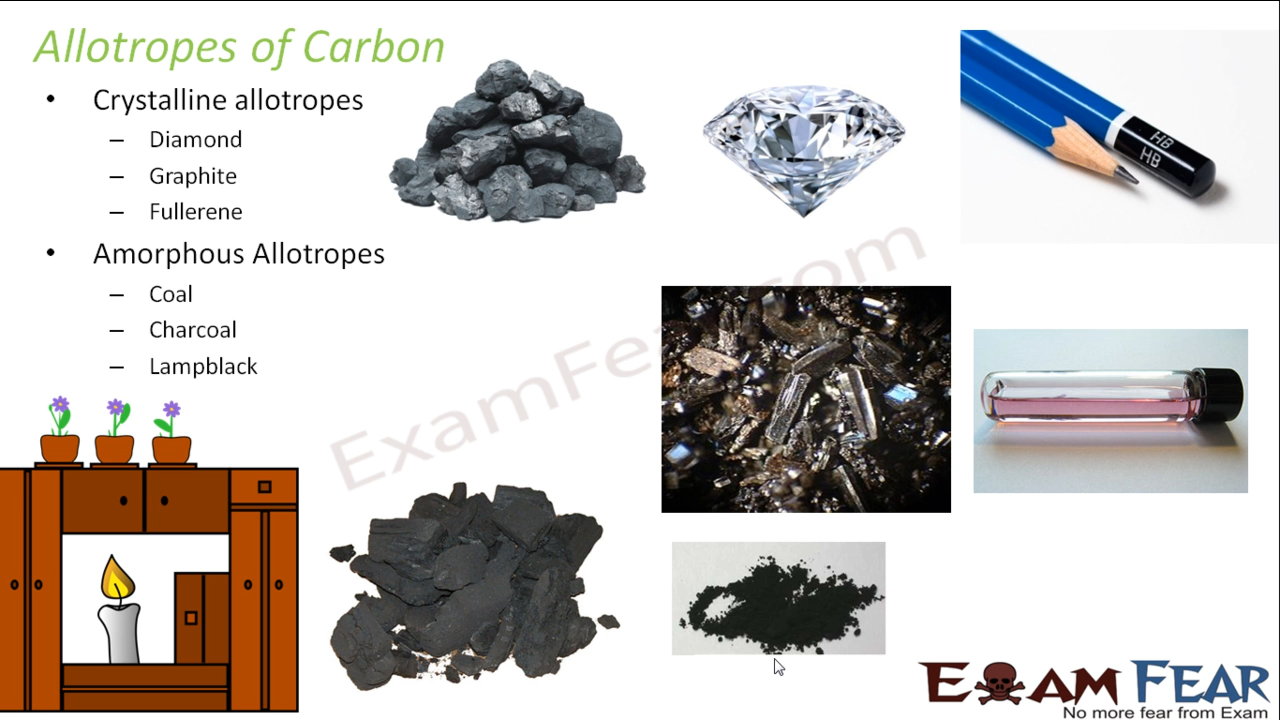 Allotropes of Carbon
• Crystalline allotropes
– Diamond
– Graphite
– Fullerene
• Amorphous Allotropes
– Coal
– Charcoal
– Lampblack
HB
HB
ExamFear.com
EXAM FEAR
No more fear from Exam